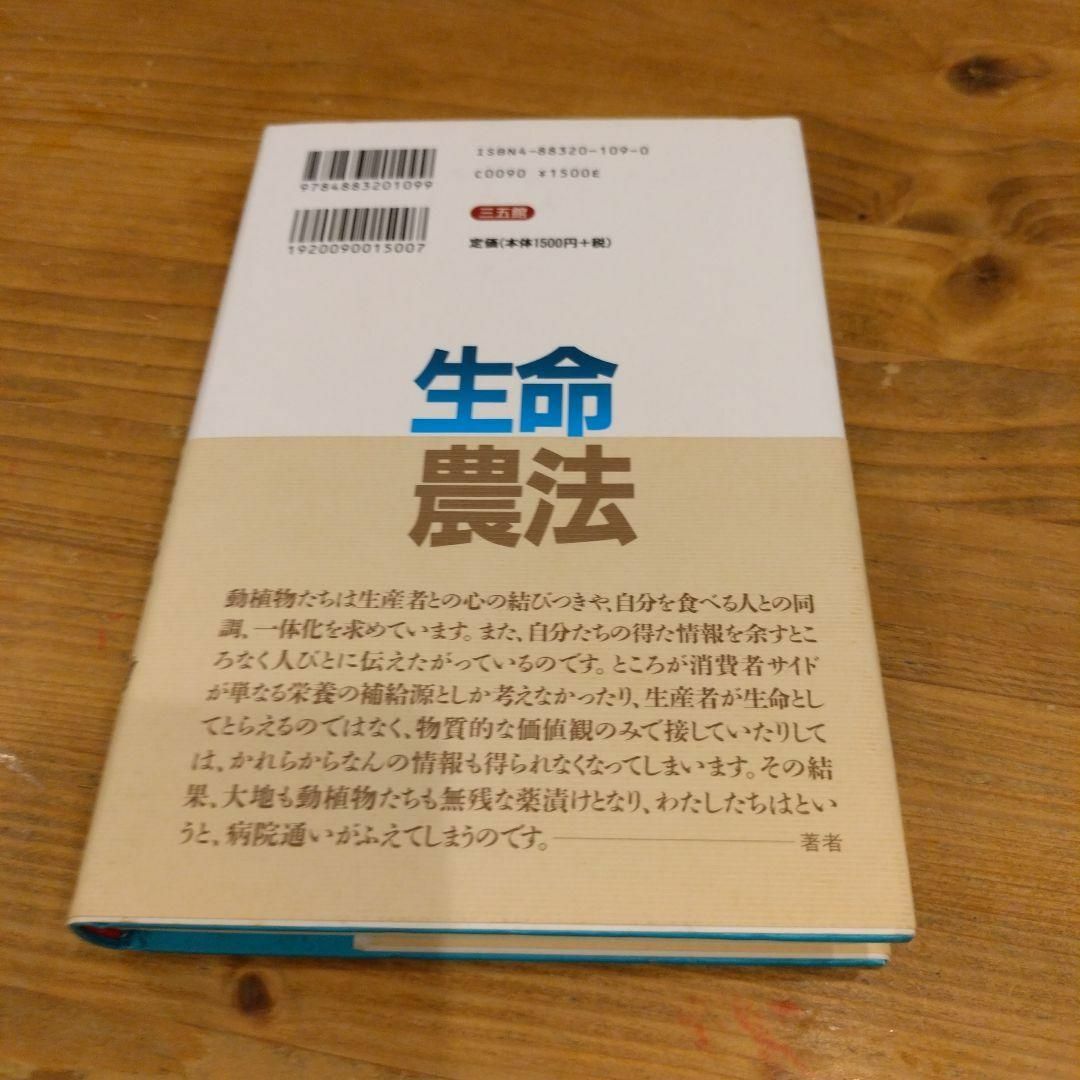 9784883201099
ISBN4-88320-109-0
C0090 ¥1500E
1920090015007
三五館
定価(本体1500円+税)
生命
農法
動植物たちは生産者との心の結びつきや、自分を食べる人との同
調、一体化を求めています。また、自分たちの得た情報を余すとこ
ろなく人びとに伝えたがっているのです。ところが消費者サイド
が単なる栄養の補給源としか考えなかったり、生産者が生命とし
てとらえるのではなく、物質的な価値観のみで接していたりして
は、かれらからなんの情報も得られなくなってしまいます。その結
果、大地も動植物たちも無残な薬漬けとなり、わたしたちはとい
うと、病院通いがふえてしまうのです。――著者